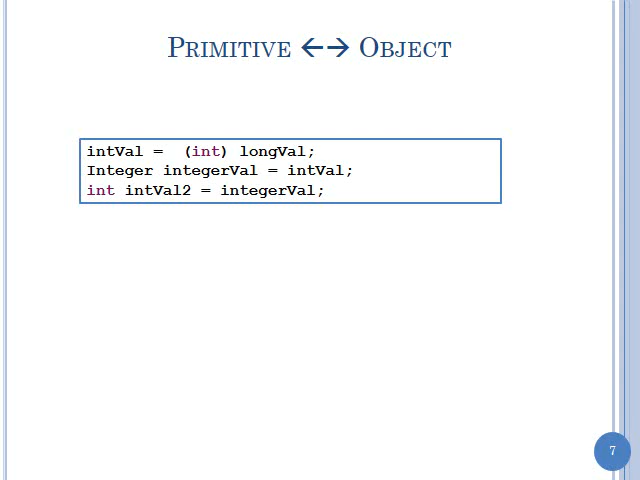 PRIMITIVE ←→ OBJECT
intVal =  (int) longVal;
Integer integerVal = intVal;
int intVal2 = integerVal;
7